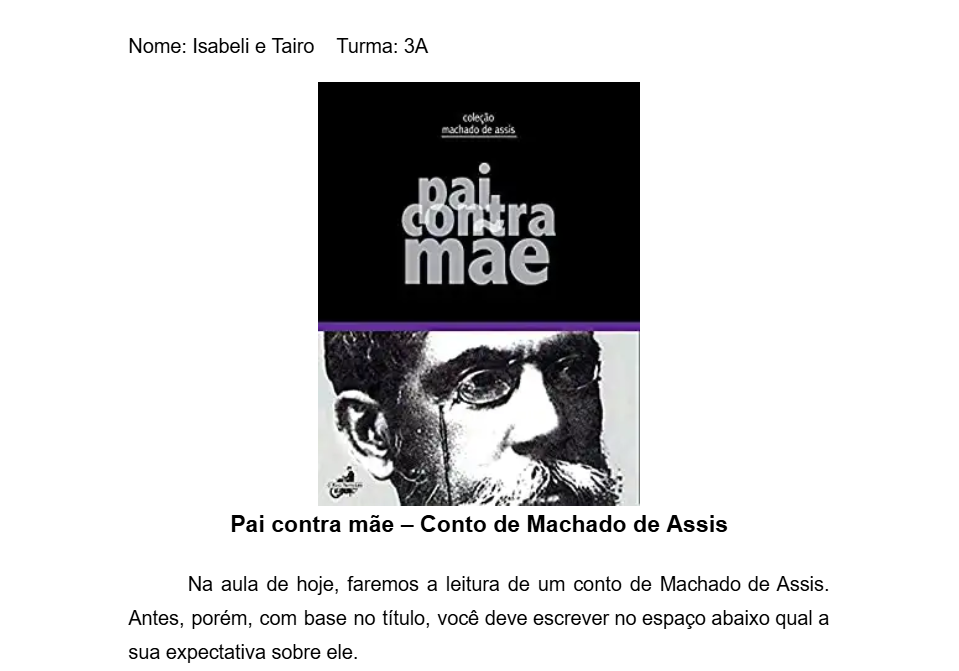 Nome: Isabeli e Tairo    Turma: 3A
coleção
machado de assis
pai
contra
mãe
Pai contra mãe – Conto de Machado de Assis
Na aula de hoje, faremos a leitura de um conto de Machado de Assis.
Antes, porém, com base no título, você deve escrever no espaço abaixo qual a
sua expectativa sobre ele.